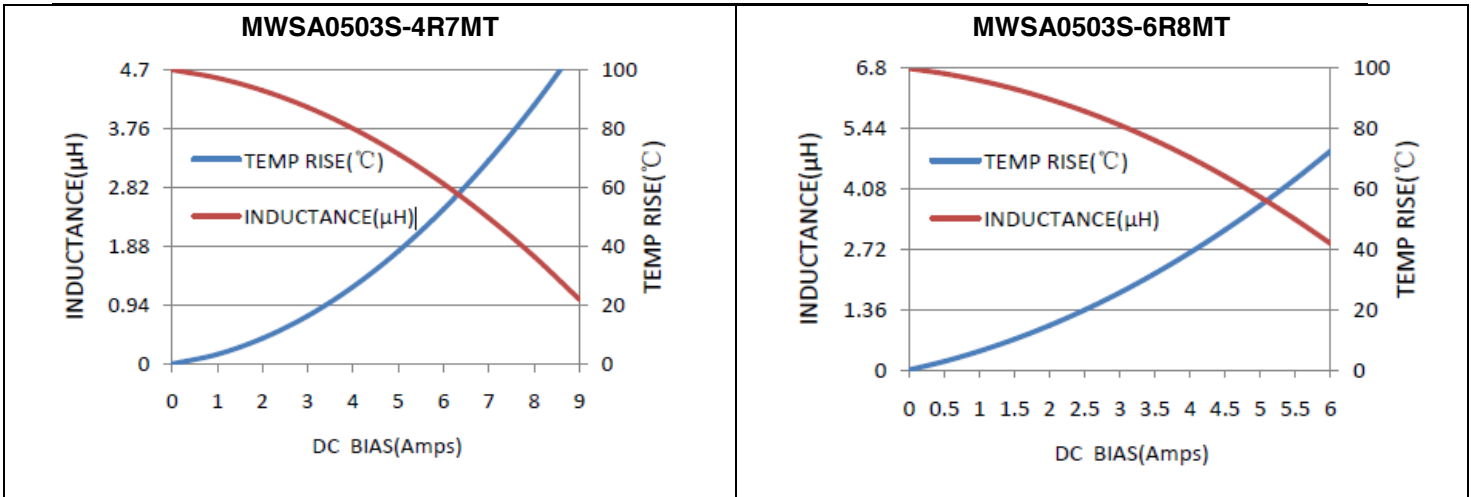 MWSA0503S-4R7MT
4.7
3.76
2.82
1.88
0.94
0
INDUCTANCE(µH)
TEMP RISE(℃)
INDUCTANCE(µH)
100
80
60
40
20
0
TEMP RISE(℃)
0 1 2 3 4 5 6 7 8 9
DC BIAS(Amps)
MWSA0503S-6R8MT
6.8
5.44
4.08
2.72
1.36
0
INDUCTANCE(µH)
TEMP RISE(℃)
INDUCTANCE(µH)
100
80
60
40
20
0
TEMP RISE(℃)
0 0.5 1 1.5 2 2.5 3 3.5 4 4.5 5 5.5 6
DC BIAS(Amps)